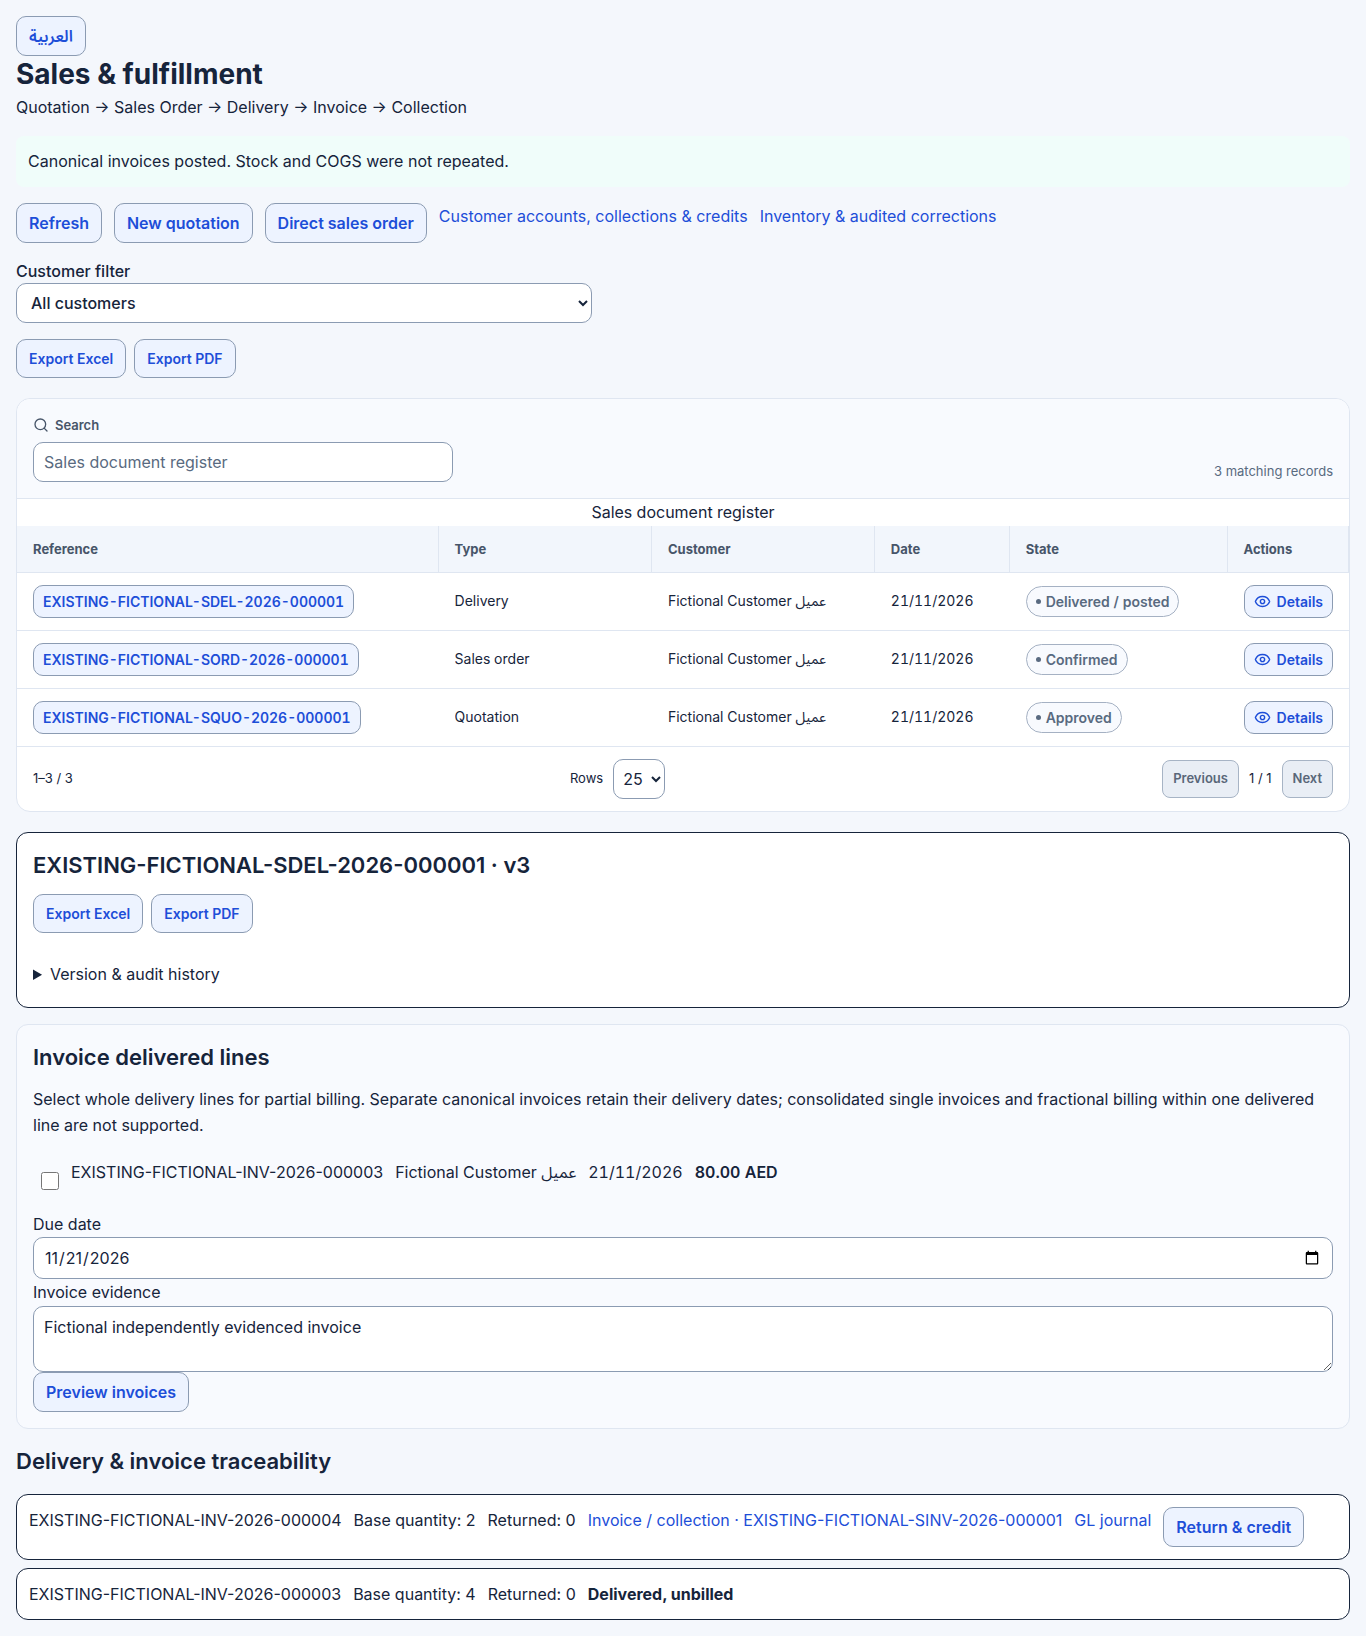 العربية
Sales & fulfillment
Quotation → Sales Order → Delivery → Invoice → Collection
Canonical invoices posted. Stock and COGS were not repeated.
Refresh New quotation Direct sales order Customer accounts, collections & credits Inventory & audited corrections
Customer filter
All customers
Export Excel Export PDF
Search
Sales document register
3 matching records
Sales document register
Reference Type Customer Date State Actions
EXISTING-FICTIONAL-SDEL-2026-000001 Delivery Fictional Customer عميل 21/11/2026 • Delivered / posted Details
EXISTING-FICTIONAL-SORD-2026-000001 Sales order Fictional Customer عميل 21/11/2026 • Confirmed Details
EXISTING-FICTIONAL-SQUO-2026-000001 Quotation Fictional Customer عميل 21/11/2026 • Approved Details
1–3 / 3 Rows 25 Previous 1 / 1 Next
EXISTING-FICTIONAL-SDEL-2026-000001 · v3
Export Excel Export PDF
Version & audit history
Invoice delivered lines
Select whole delivery lines for partial billing. Separate canonical invoices retain their delivery dates; consolidated single invoices and fractional billing within one delivered
line are not supported.
EXISTING-FICTIONAL-INV-2026-000003 Fictional Customer عميل 21/11/2026 80.00 AED
Due date
11/21/2026
Invoice evidence
Fictional independently evidenced invoice
Preview invoices
Delivery & invoice traceability
EXISTING-FICTIONAL-INV-2026-000004 Base quantity: 2 Returned: 0 Invoice / collection · EXISTING-FICTIONAL-SINV-2026-000001 GL journal Return & credit
EXISTING-FICTIONAL-INV-2026-000003 Base quantity: 4 Returned: 0 Delivered, unbilled